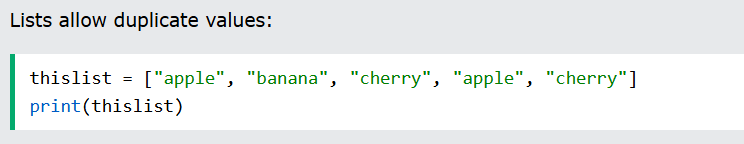 Lists allow duplicate values:
thislist = ["apple", "banana", "cherry", "apple", "cherry"]
print(thislist)